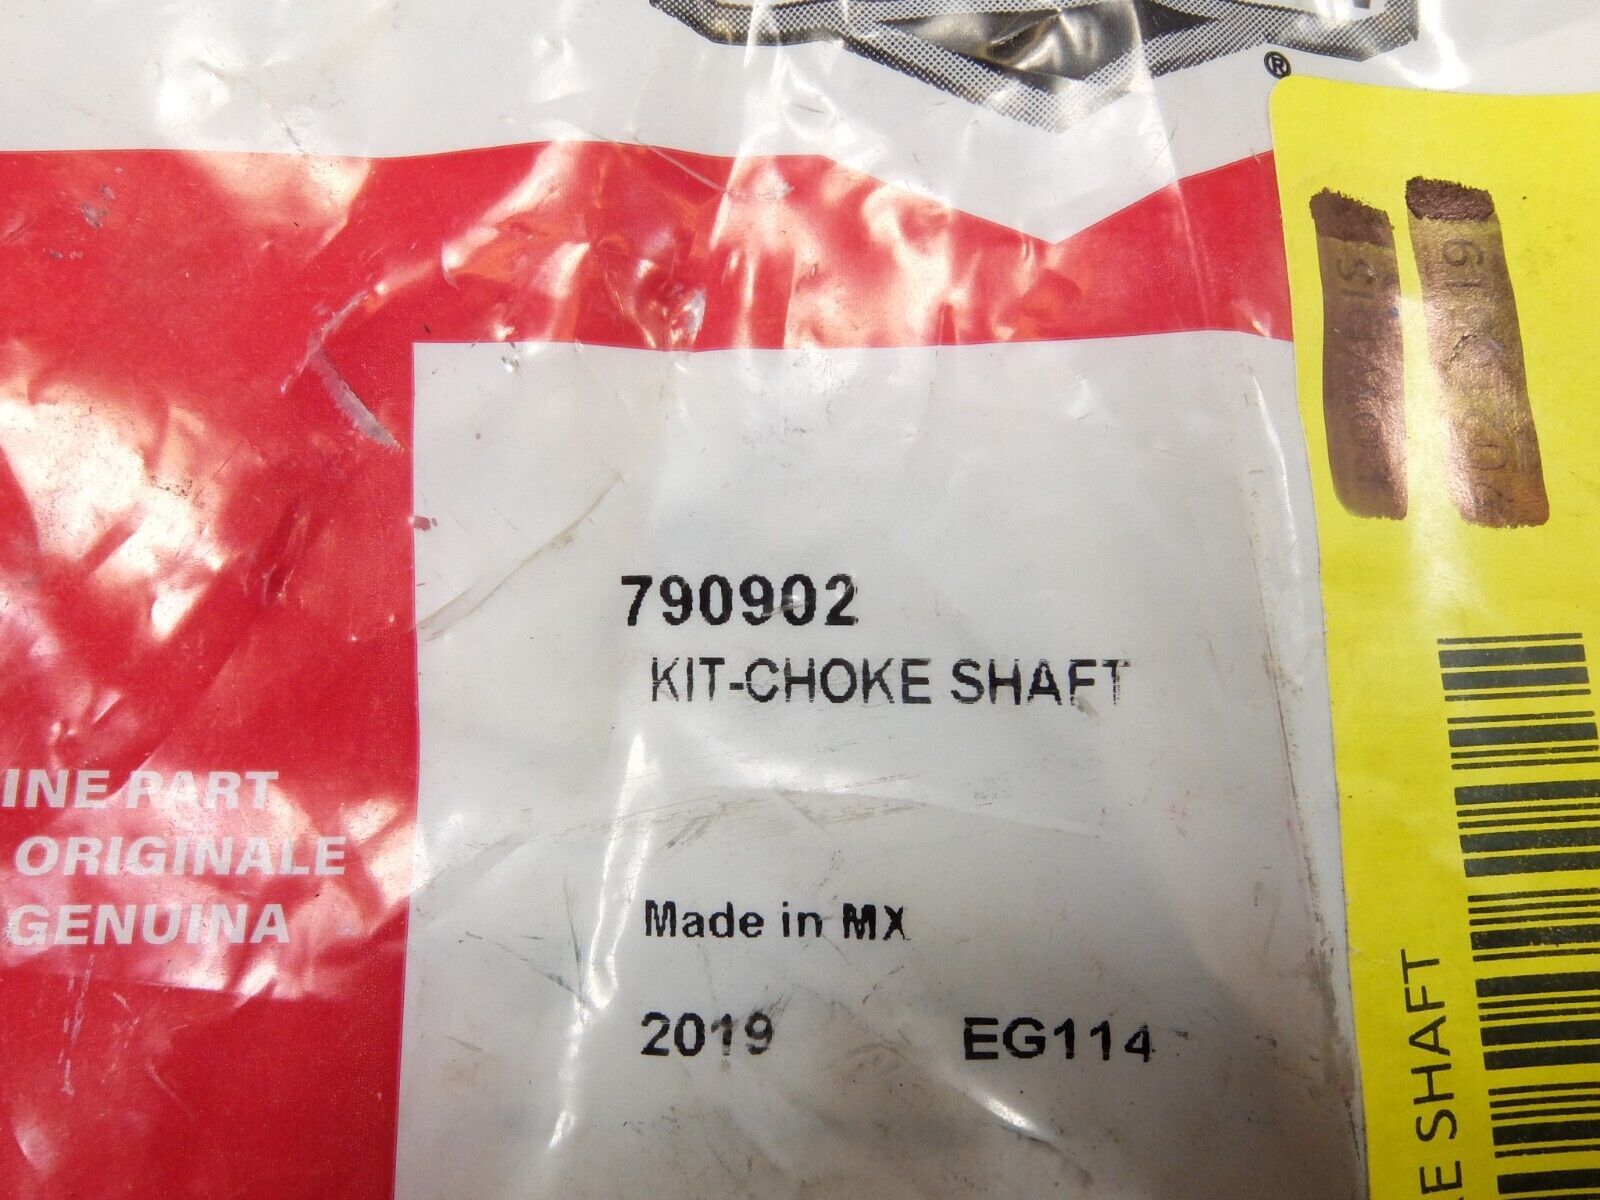 ®
790902
KIT-CHOKE SHAFT
INE PART
ORIGINALE
GENUINA
Made in MX
2019 EG114
E SHAFT